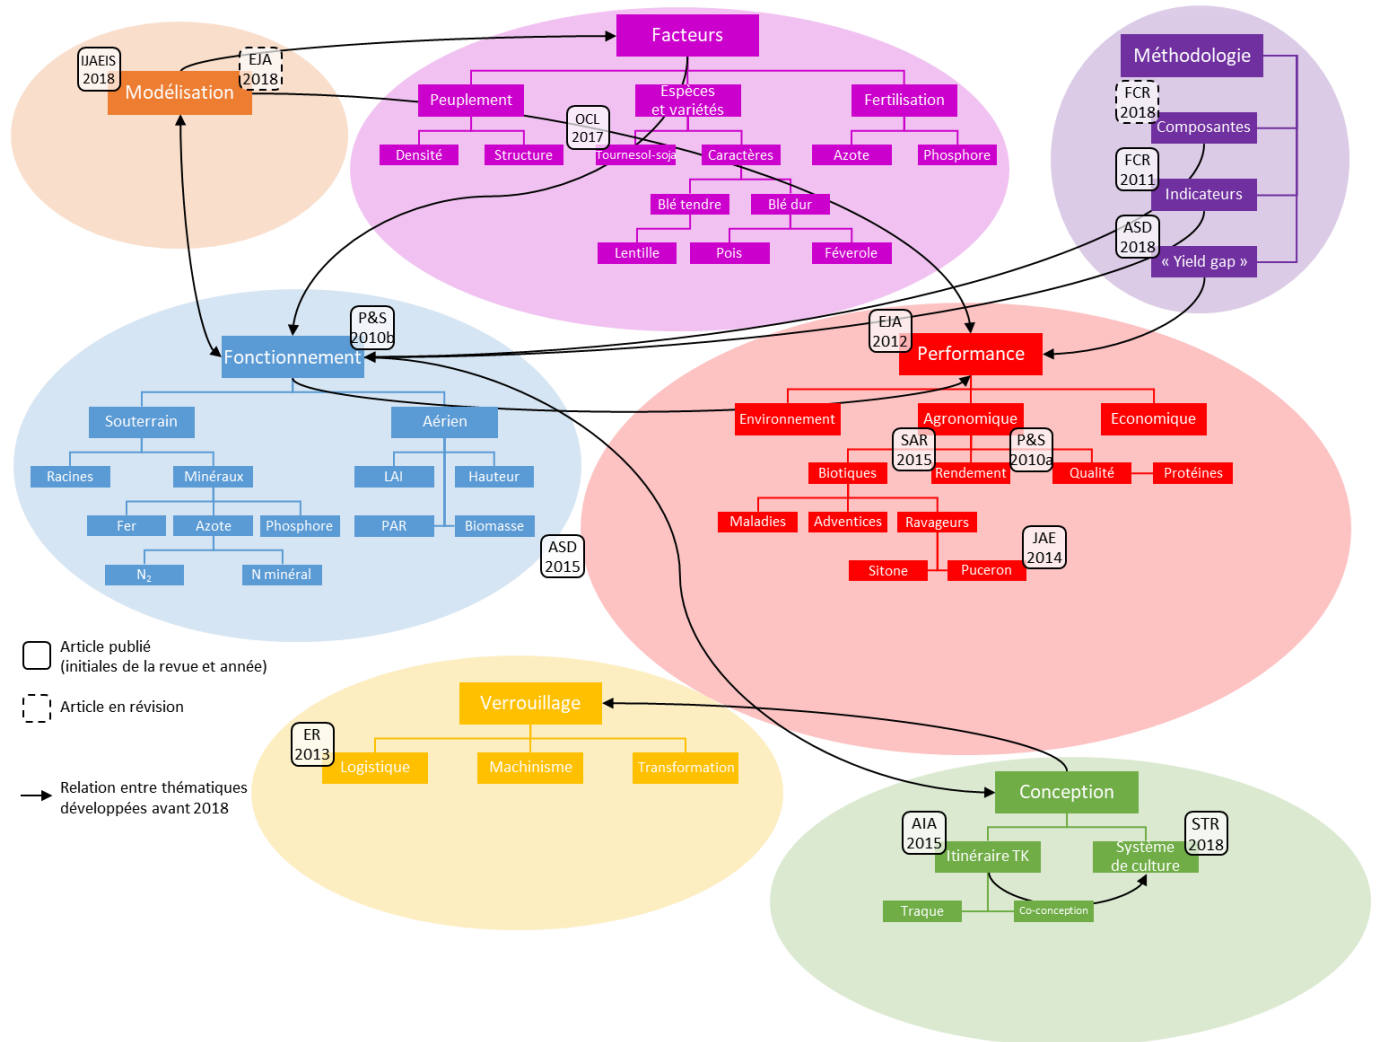 IJAEIS
2018
EJA
2018
Modélisation
Facteurs
Peuplement
Espèces
et variétés
Fertilisation
OCL
2017
Densité
Structure
Tournesol-soja
Caractères
Azote
Phosphore
Blé tendre
Blé dur
Lentille
Pois
Féverole
Méthodologie
FCR
2018
Composantes
FCR
2011
Indicateurs
ASD
2018
« Yield gap »
P&S
2010b
Fonctionnement
Souterrain
Aérien
Racines
Minéraux
LAI
Hauteur
Fer
Azote
Phosphore
PAR
Biomasse
N2
N minéral
ASD
2015
EJA
2012
Performance
Environnement
Agronomique
Economique
SAR
2015
P&S
2010a
Biotiques
Rendement
Qualité
Protéines
Maladies
Adventices
Ravageurs
JAE
2014
Sitone
Puceron
Article publié
(initiales de la revue et année)
Article en révision
Relation entre thématiques
développées avant 2018
Verrouillage
ER
2013
Logistique
Machinisme
Transformation
Conception
AIA
2015
STR
2018
Itinéraire TK
Système
de culture
Traque
Co-conception